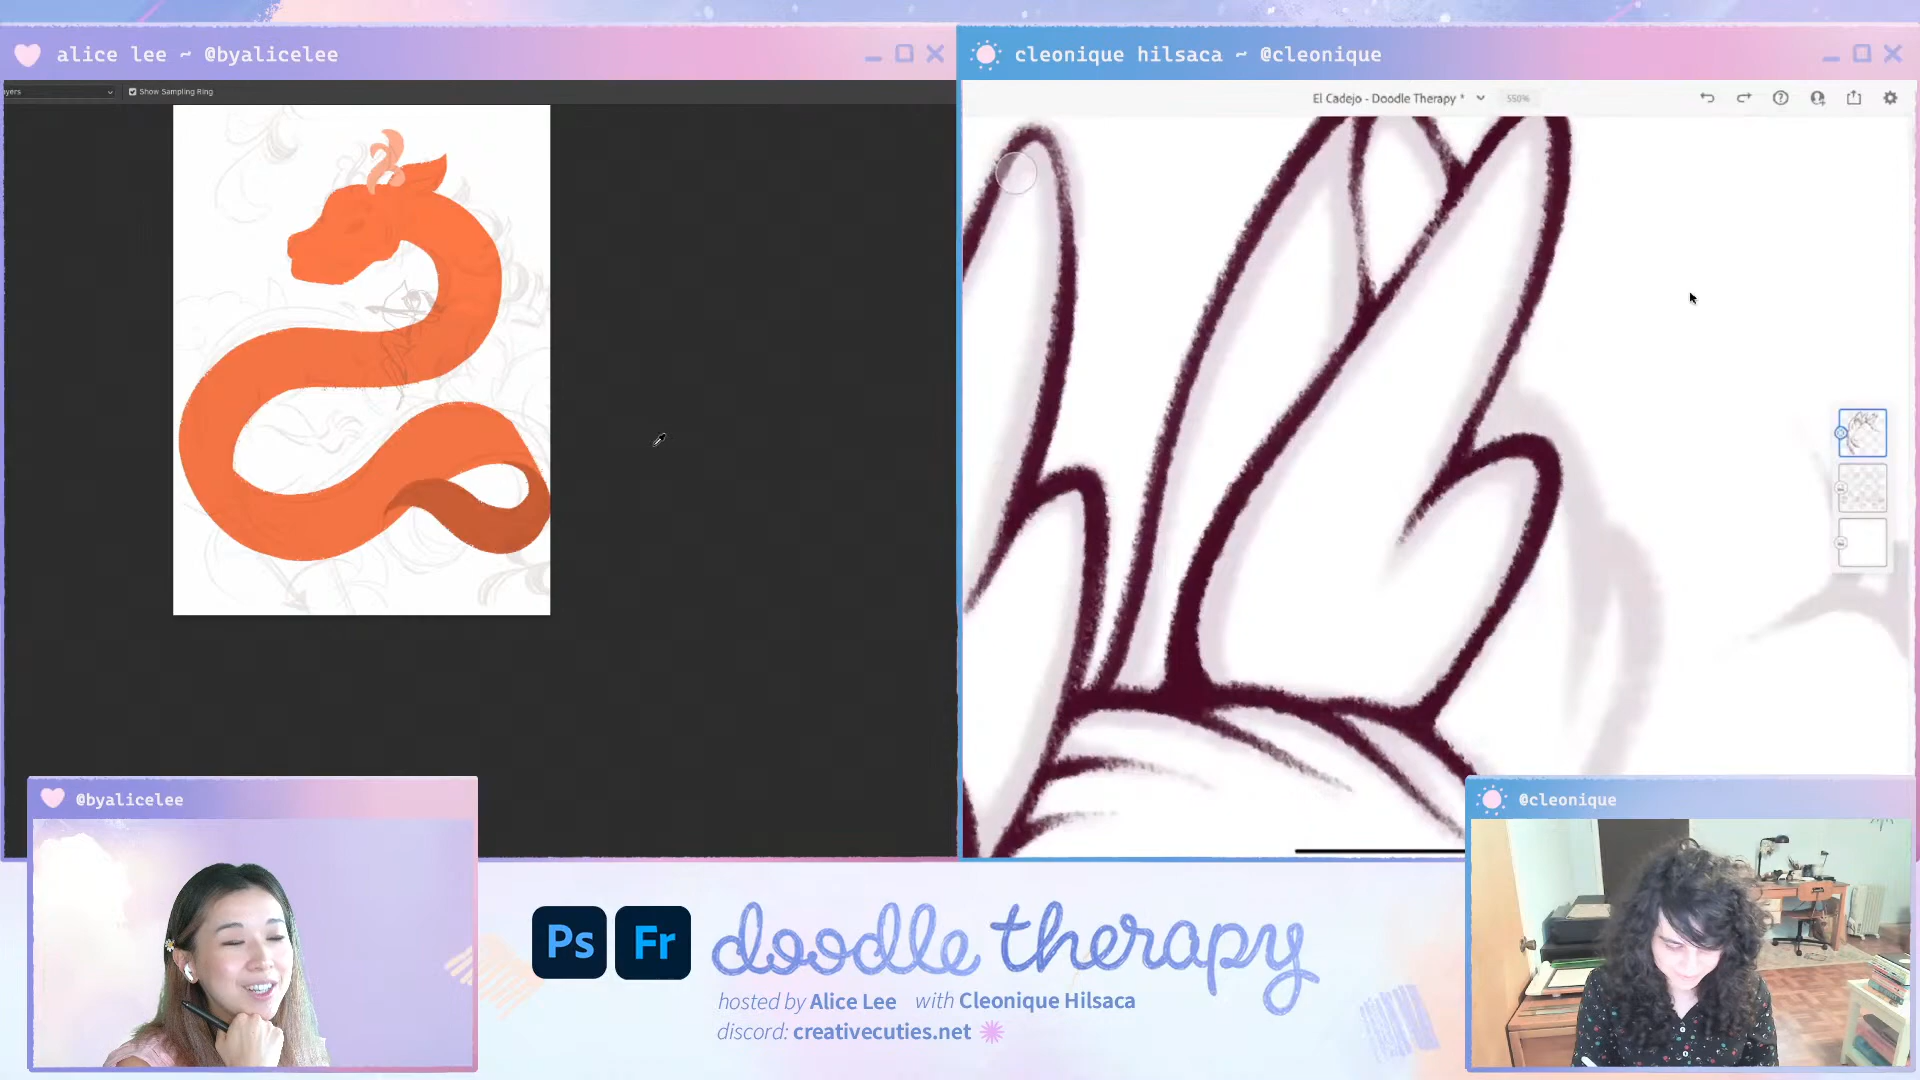 alice lee ~ @byalicelee
cleonique hilsaca ~ @cleonique
yers
Show Sampling Ring
El Cadejo - Doodle Therapy *
550%
@byalicelee
@cleonique
Ps
Fr
doodle therapy
hosted by Alice Lee with Cleonique Hilsaca
discord: creativecuties.net